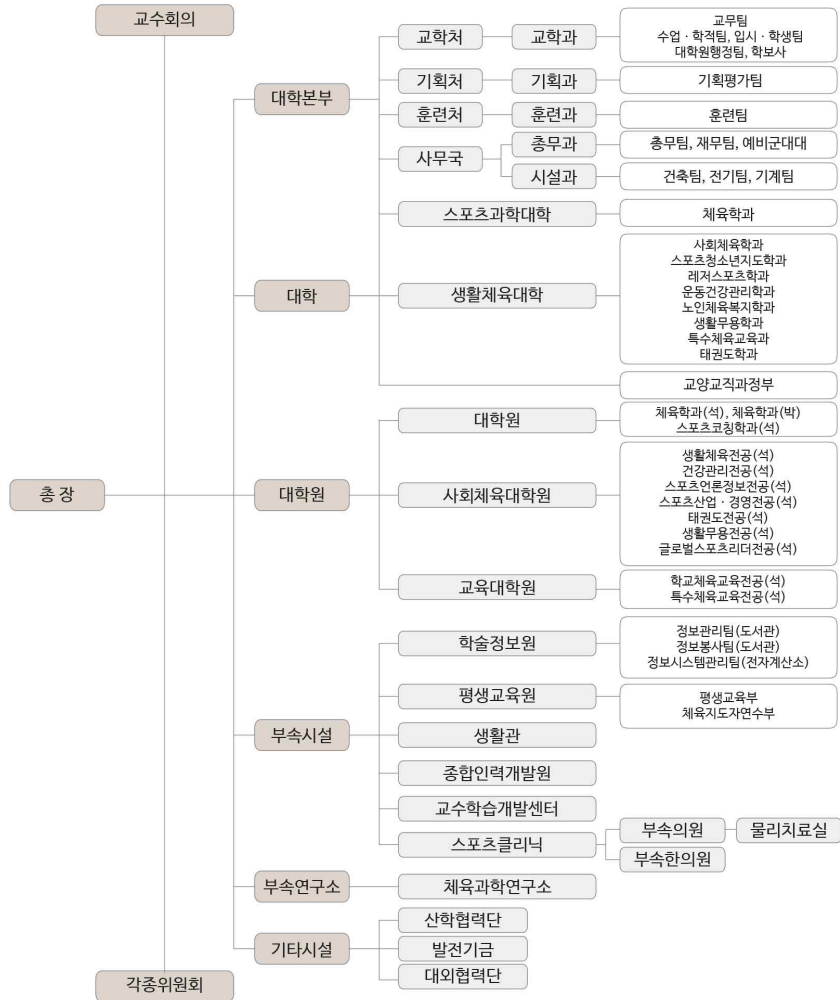 교수회의
대학본부
교학처
교학과
교무팀
수업 · 학적팀, 입시 · 학생팀
대학원행정팀, 학보사
기획처
기획과
기획평가팀
훈련처
훈련과
훈련팀
사무국
총무과
총무팀, 재무팀, 예비군대대
시설과
건축팀, 전기팀, 기계팀
대학
스포츠과학대학
체육학과
생활체육대학
사회체육학과
스포츠청소년지도학과
레저스포츠학과
운동건강관리학과
노인체육복지학과
생활무용학과
특수체육교육과
태권도학과
교양교직과정부
총 장
대학원
대학원
체육학과(석), 체육학과(박)
스포츠코칭학과(석)
사회체육대학원
생활체육전공(석)
건강관리전공(석)
스포츠언론정보전공(석)
스포츠산업 · 경영전공(석)
태권도전공(석)
생활무용전공(석)
글로벌스포츠리더전공(석)
교육대학원
학교체육교육전공(석)
특수체육교육전공(석)
부속시설
학술정보원
정보관리팀(도서관)
정보봉사팀(도서관)
정보시스템관리팀(전자계산소)
평생교육원
평생교육부
체육지도자연수부
생활관
종합인력개발원
교수학습개발센터
스포츠클리닉
부속의원
물리치료실
부속한의원
부속연구소
체육과학연구소
기타시설
산학협력단
발전기금
대외협력단
각종위원회